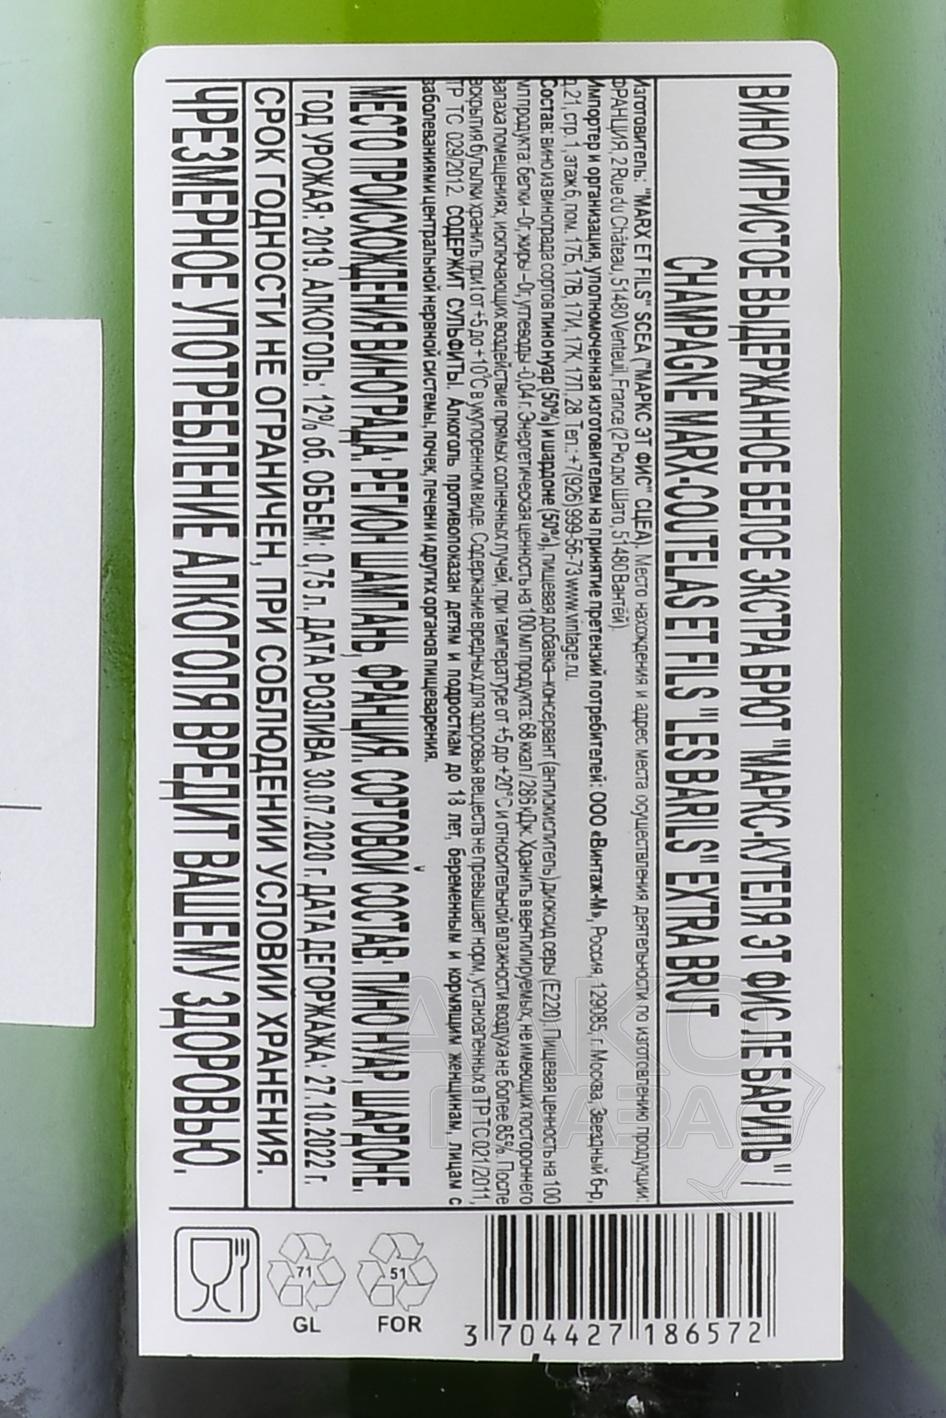 ВИНО ИГРИСТОЕ ВЫДЕРЖАННОЕ БЕЛОЕ ЭКСТРА БРЮТ "МАРКС-КУТЕЛЯ ЭТ ФИС ЛЕ БАРИЛЬ" /
CHAMPAGNE MARX-COUTELAS ET FILS "LES BARILS" EXTRA BRUT
Изготовитель: "MARX ET FILS" SCEA ("МАРКС ЭТ ФИС" СЦЕА). Место нахождения и адрес места осуществления деятельности по изготовлению продукции:
ФРАНЦИЯ, 2 Rue du Château, 51480 Venteuil, France (2 Рю дю Шато, 51480 Вантёй).
Импортер и организация, уполномоченная изготовителем на принятие претензий потребителей: ООО «Винтаж-М», Россия, 129085, г. Москва, Звездный б-р,
д.21, стр. 1, этаж 6, пом. 17Б, 17В, 17И, 17К, 17Л, 28. Тел.: +7(926) 999-56-73 www.vintage.ru.
Состав: вино из винограда сортов пино нуар (50%) и шардоне (50%), пищевая добавка–консервант (антиокислитель) диоксид серы (E220). Пищевая ценность на 100
мл продукта: белки –0г, жиры –0г, углеводы -0,04 г. Энергетическая ценность на 100 мл продукта: 68 ккал / 286 кДж. Хранить в вентилируемых, не имеющих постороннего
запаха помещениях, исключающих воздействие прямых солнечных лучей, при температуре от +5 до +20°С и относительной влажности воздуха не более 85%. После
вскрытия бутылки хранить при t от +5 до +10°С в укупоренном виде. Содержание вредных для здоровья веществ не превышает норм, установленных в ТР ТС 021/2011,
ТР ТС 029/2012. СОДЕРЖИТ СУЛЬФИТЫ. Алкоголь противопоказан детям и подросткам до 18 лет, беременным и кормящим женщинам, лицам с
заболеваниями центральной нервной системы, почек, печени и других органов пищеварения.
МЕСТО ПРОИСХОЖДЕНИЯ ВИНОГРАДА: РЕГИОН ШАМПАНЬ, ФРАНЦИЯ. СОРТОВОЙ СОСТАВ: ПИНО НУАР, ШАРДОНЕ.
ГОД УРОЖАЯ: 2019. АЛКОГОЛЬ: 12% об. ОБЪЕМ: 0,75 л. ДАТА РОЗЛИВА 30.07.2020 г. ДАТА ДЕГОРЖАЖА: 27.10.2022 г.
СРОК ГОДНОСТИ НЕ ОГРАНИЧЕН, ПРИ СОБЛЮДЕНИИ УСЛОВИЙ ХРАНЕНИЯ.
ЧРЕЗМЕРНОЕ УПОТРЕБЛЕНИЕ АЛКОГОЛЯ ВРЕДИТ ВАШЕМУ ЗДОРОВЬЮ.
71
GL
51
FOR
3 704427 186572
АЛКО
ГЛАВА